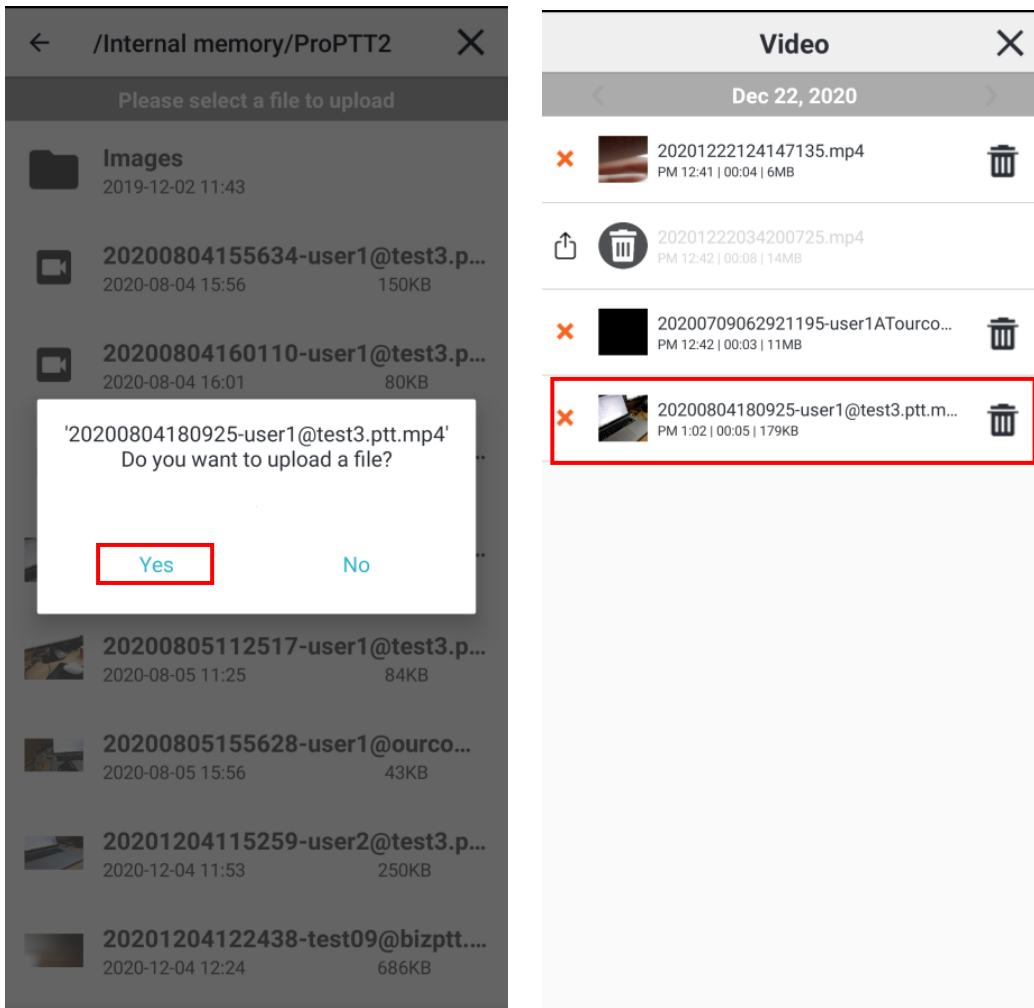 /Internal memory/ProPTT2
Please select a file to upload
Images
2019-12-02 11:43
20200804155634-user1@test3.p...
2020-08-04 15:56 150KB
20200804160110-user1@test3.p...
2020-08-04 16:01 80KB
'20200804180925-user1@test3.ptt.mp4'
Do you want to upload a file?
Yes No
20200805112517-user1@test3.p...
2020-08-05 11:25 84KB
20200805155628-user1@ourco...
2020-08-05 15:56 43KB
20201204115259-user2@test3.p...
2020-12-04 11:53 250KB
20201204122438-test09@bizptt....
2020-12-04 12:24 686KB
Video
Dec 22, 2020
20201222124147135.mp4
PM 12:41 | 00:04 | 6MB
20201222034200725.mp4
PM 12:42 | 00:08 | 14MB
20200709062921195-user1ATourco...
PM 12:42 | 00:03 | 11MB
20200804180925-user1@test3.ptt.m...
PM 1:02 | 00:05 | 179KB